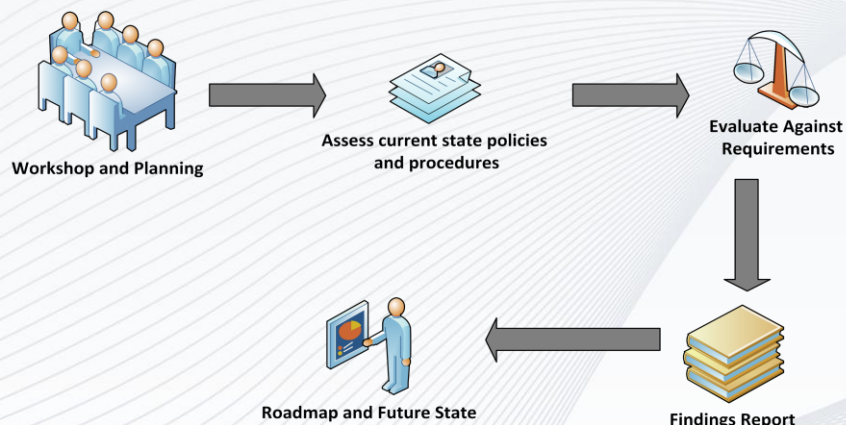 Workshop and Planning
Assess current state policies
and procedures
Evaluate Against
Requirements
Findings Report
Roadmap and Future State